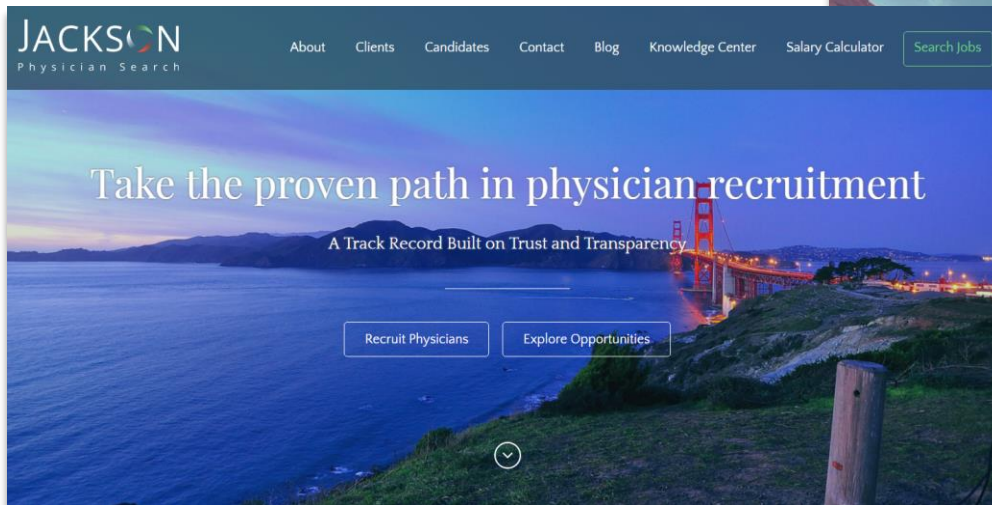 JACKSON
Physician Search
About Clients Candidates Contact Blog Knowledge Center Salary Calculator Search Jobs
Take the proven path in physician recruitment
A Track Record Built on Trust and Transparency
Recruit Physicians Explore Opportunities